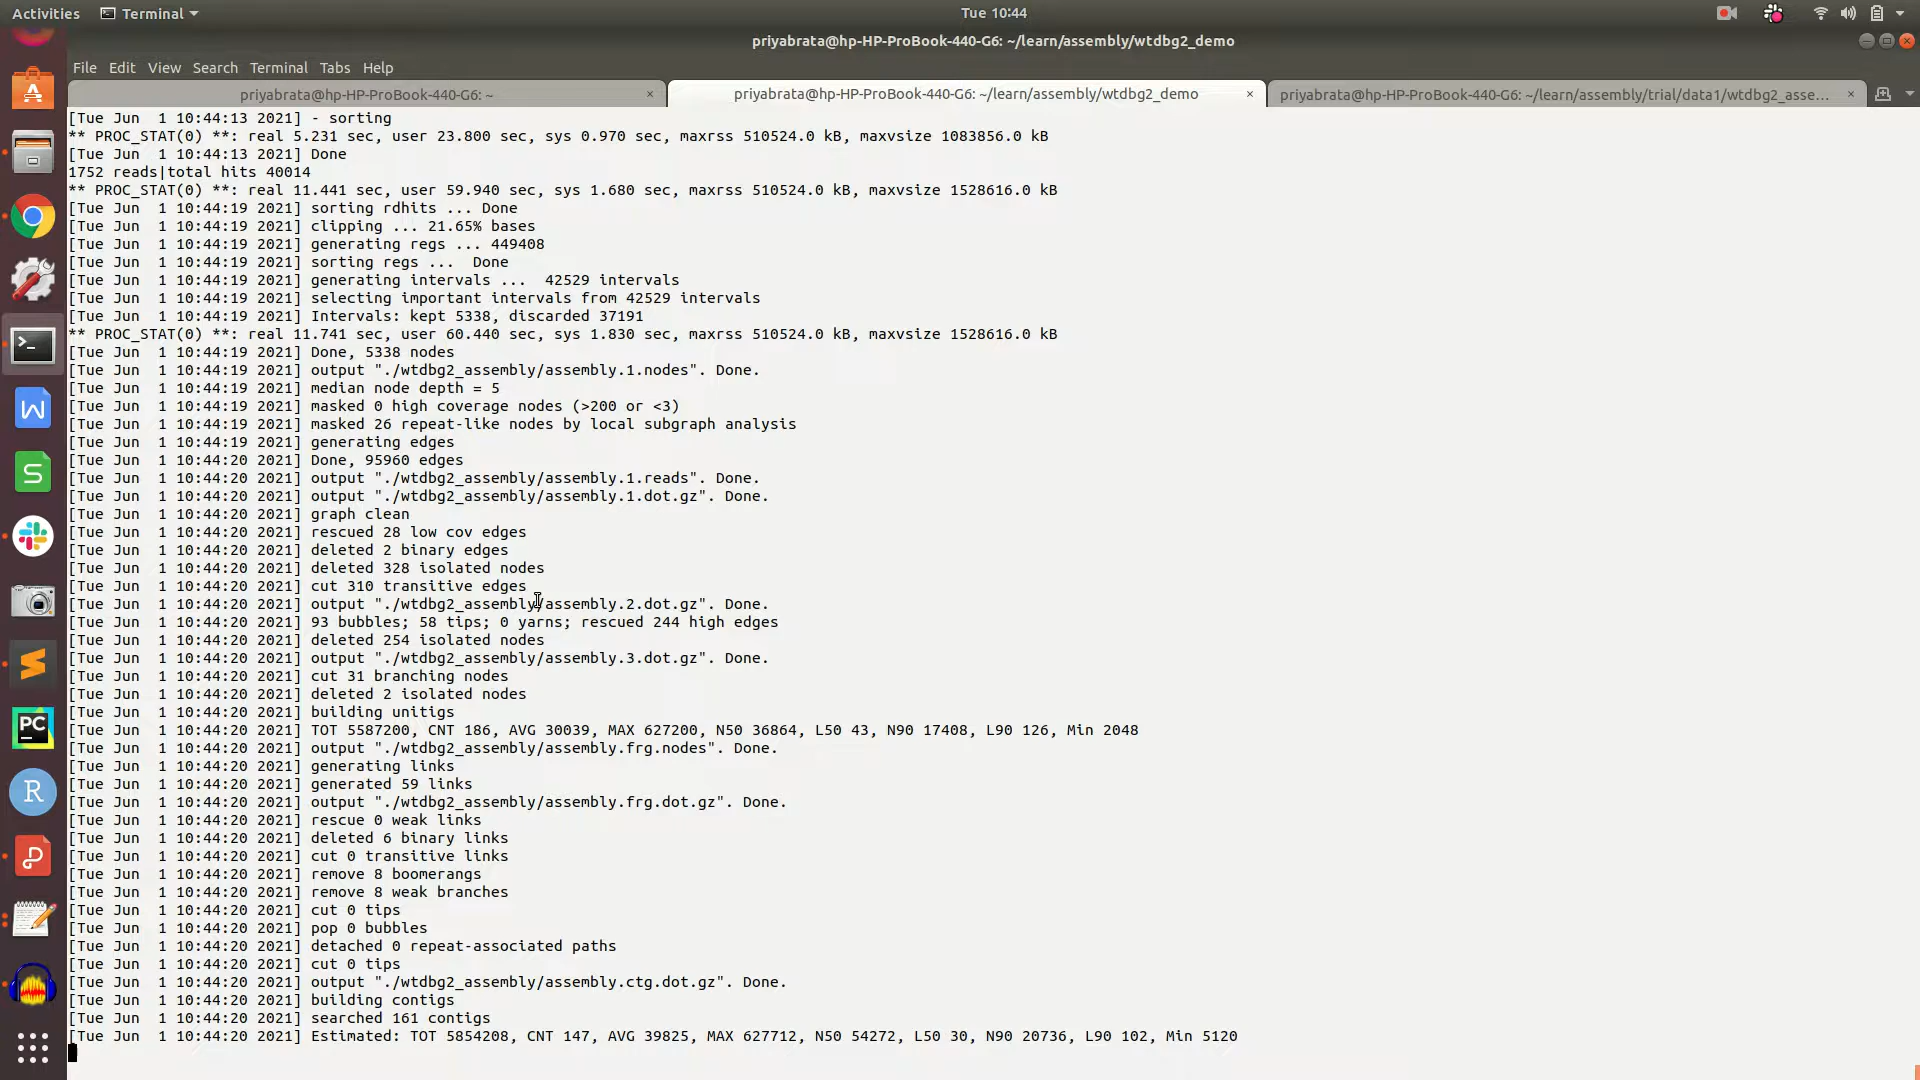 Activities Terminal Tue 10:44
priyabrata@hp-HP-ProBook-440-G6: ~/learn/assembly/wtdbg2_demo
File Edit View Search Terminal Tabs Help
priyabrata@hp-HP-ProBook-440-G6: ~ × priyabrata@hp-HP-ProBook-440-G6: ~/learn/assembly/wtdbg2_demo × priyabrata@hp-HP-ProBook-440-G6: ~/learn/assembly/trial/data1/wtdbg2_asse... ×
[Tue Jun  1 10:44:13 2021] - sorting
** PROC_STAT(0) **: real 5.231 sec, user 23.800 sec, sys 0.970 sec, maxrss 510524.0 kB, maxvsize 1083856.0 kB
[Tue Jun  1 10:44:13 2021] Done
1752 reads|total hits 40014
** PROC_STAT(0) **: real 11.441 sec, user 59.940 sec, sys 1.680 sec, maxrss 510524.0 kB, maxvsize 1528616.0 kB
[Tue Jun  1 10:44:19 2021] sorting rdhits ... Done
[Tue Jun  1 10:44:19 2021] clipping ... 21.65% bases
[Tue Jun  1 10:44:19 2021] generating regs ... 449408
[Tue Jun  1 10:44:19 2021] sorting regs ...  Done
[Tue Jun  1 10:44:19 2021] generating intervals ...  42529 intervals
[Tue Jun  1 10:44:19 2021] selecting important intervals from 42529 intervals
[Tue Jun  1 10:44:19 2021] Intervals: kept 5338, discarded 37191
** PROC_STAT(0) **: real 11.741 sec, user 60.440 sec, sys 1.830 sec, maxrss 510524.0 kB, maxvsize 1528616.0 kB
[Tue Jun  1 10:44:19 2021] Done, 5338 nodes
[Tue Jun  1 10:44:19 2021] output "./wtdbg2_assembly/assembly.1.nodes". Done.
[Tue Jun  1 10:44:19 2021] median node depth = 5
[Tue Jun  1 10:44:19 2021] masked 0 high coverage nodes (>200 or <3)
[Tue Jun  1 10:44:19 2021] masked 26 repeat-like nodes by local subgraph analysis
[Tue Jun  1 10:44:19 2021] generating edges
[Tue Jun  1 10:44:20 2021] Done, 95960 edges
[Tue Jun  1 10:44:20 2021] output "./wtdbg2_assembly/assembly.1.reads". Done.
[Tue Jun  1 10:44:20 2021] output "./wtdbg2_assembly/assembly.1.dot.gz". Done.
[Tue Jun  1 10:44:20 2021] graph clean
[Tue Jun  1 10:44:20 2021] rescued 28 low cov edges
[Tue Jun  1 10:44:20 2021] deleted 2 binary edges
[Tue Jun  1 10:44:20 2021] deleted 328 isolated nodes
[Tue Jun  1 10:44:20 2021] cut 310 transitive edges
[Tue Jun  1 10:44:20 2021] output "./wtdbg2_assembly/assembly.2.dot.gz". Done.
[Tue Jun  1 10:44:20 2021] 93 bubbles; 58 tips; 0 yarns; rescued 244 high edges
[Tue Jun  1 10:44:20 2021] deleted 254 isolated nodes
[Tue Jun  1 10:44:20 2021] output "./wtdbg2_assembly/assembly.3.dot.gz". Done.
[Tue Jun  1 10:44:20 2021] cut 31 branching nodes
[Tue Jun  1 10:44:20 2021] deleted 2 isolated nodes
[Tue Jun  1 10:44:20 2021] building unitigs
[Tue Jun  1 10:44:20 2021] TOT 5587200, CNT 186, AVG 30039, MAX 627200, N50 36864, L50 43, N90 17408, L90 126, Min 2048
[Tue Jun  1 10:44:20 2021] output "./wtdbg2_assembly/assembly.frg.nodes". Done.
[Tue Jun  1 10:44:20 2021] generating links
[Tue Jun  1 10:44:20 2021] generated 59 links
[Tue Jun  1 10:44:20 2021] output "./wtdbg2_assembly/assembly.frg.dot.gz". Done.
[Tue Jun  1 10:44:20 2021] rescue 0 weak links
[Tue Jun  1 10:44:20 2021] deleted 6 binary links
[Tue Jun  1 10:44:20 2021] cut 0 transitive links
[Tue Jun  1 10:44:20 2021] remove 8 boomerangs
[Tue Jun  1 10:44:20 2021] remove 8 weak branches
[Tue Jun  1 10:44:20 2021] cut 0 tips
[Tue Jun  1 10:44:20 2021] pop 0 bubbles
[Tue Jun  1 10:44:20 2021] detached 0 repeat-associated paths
[Tue Jun  1 10:44:20 2021] cut 0 tips
[Tue Jun  1 10:44:20 2021] output "./wtdbg2_assembly/assembly.ctg.dot.gz". Done.
[Tue Jun  1 10:44:20 2021] building contigs
[Tue Jun  1 10:44:20 2021] searched 161 contigs
[Tue Jun  1 10:44:20 2021] Estimated: TOT 5854208, CNT 147, AVG 39825, MAX 627712, N50 54272, L50 30, N90 20736, L90 102, Min 5120